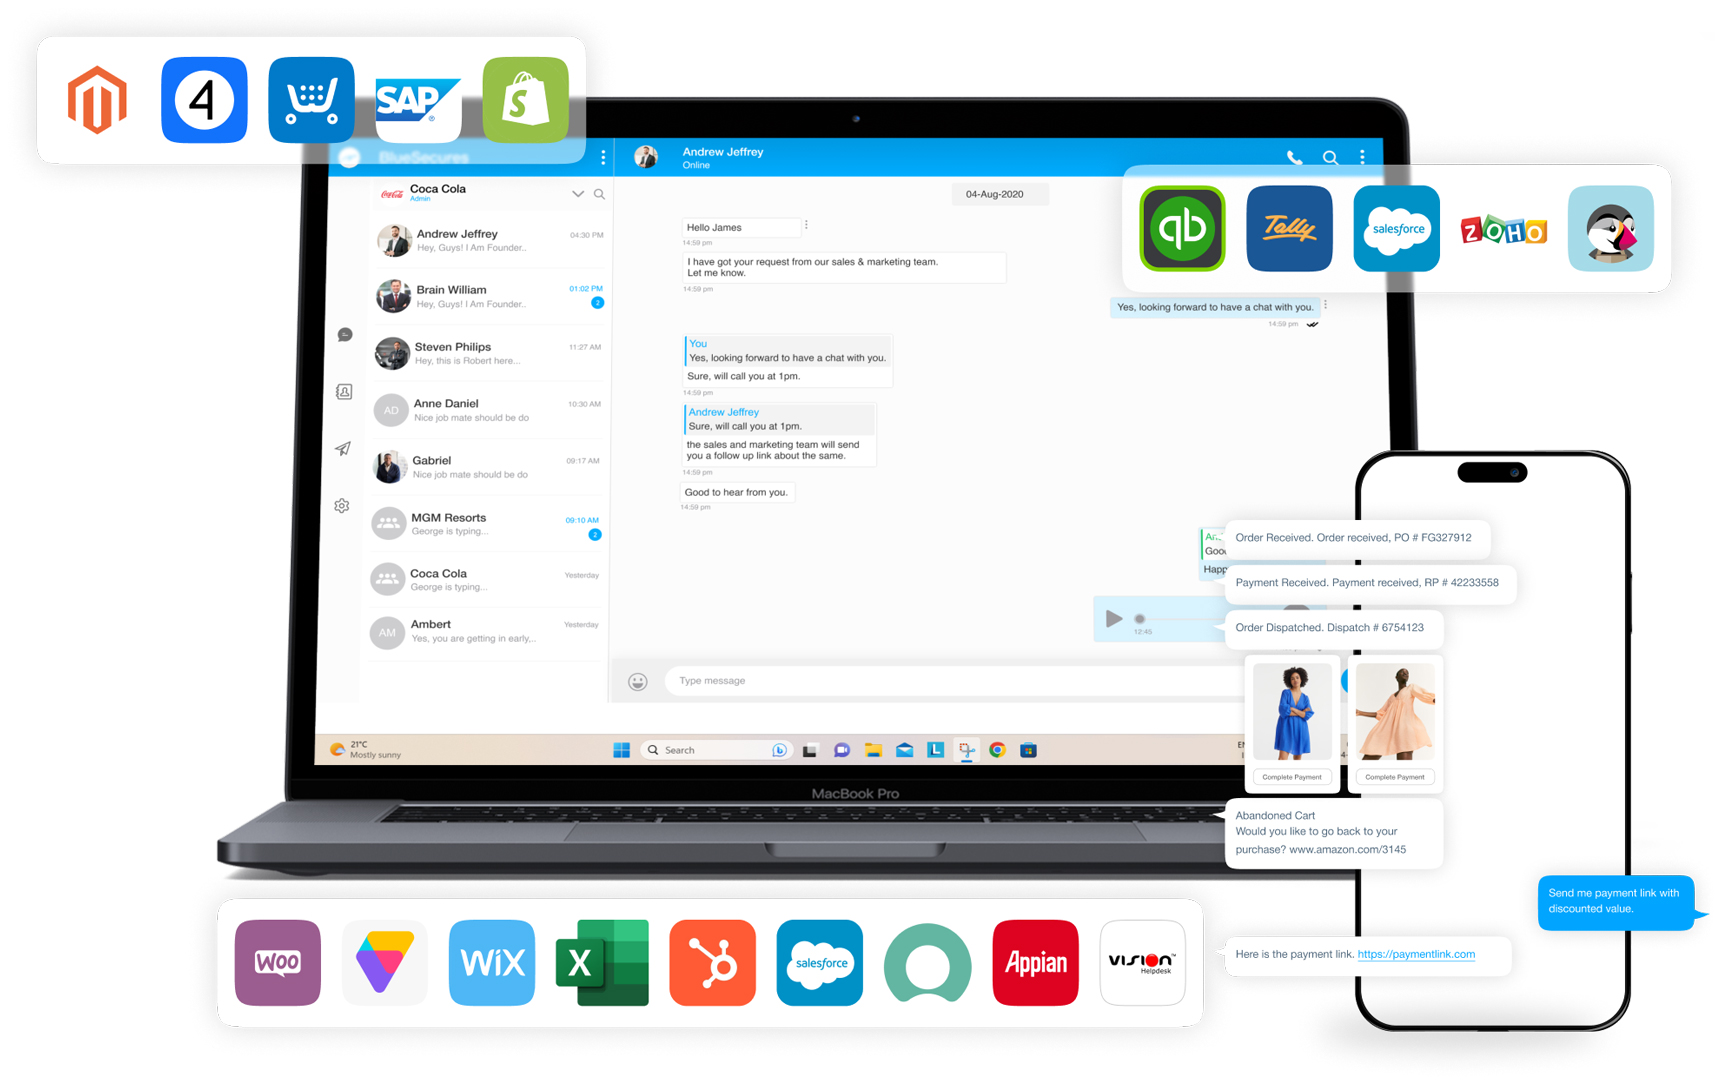 4
SAP
S
BlueSecures
Coca Cola
Admin
Andrew Jeffrey
04:30 PM
Hey, Guys! I Am Founder..
Brain William
01:02 PM
Hey, Guys! I Am Founder..
2
Steven Philips
11:27 AM
Hey, this is Robert here...
AD
Anne Daniel
10:30 AM
Nice job mate should be do
Gabriel
09:17 AM
Nice job mate should be do
MGM Resorts
09:10 AM
George is typing...
2
Coca Cola
Yesterday
George is typing...
AM
Ambert
Yesterday
Yes, you are getting in early,..
Andrew Jeffrey
Online
04-Aug-2020
Hello James
14:59 pm
I have got your request from our sales & marketing team.
Let me know.
14:59 pm
Yes, looking forward to have a chat with you.
14:59 pm
You
Yes, looking forward to have a chat with you.
Sure, will call you at 1pm.
14:59 pm
Andrew Jeffrey
Sure, will call you at 1pm.
the sales and marketing team will send
you a follow up link about the same.
14:59 pm
Good to hear from you.
14:59 pm
12:45
Type message
21°C
Mostly sunny
Search
MacBook Pro
qb
Tally
salesforce
ZOHO
Order Received. Order received, PO # FG327912
Payment Received. Payment received, RP # 42233558
Order Dispatched. Dispatch # 6754123
Complete Payment
Complete Payment
Abandoned Cart
Would you like to go back to your
purchase? www.amazon.com/3145
Send me payment link with
discounted value.
Here is the payment link. https://paymentlink.com
WOO
WIX
X
salesforce
Appian
VISION
Helpdesk